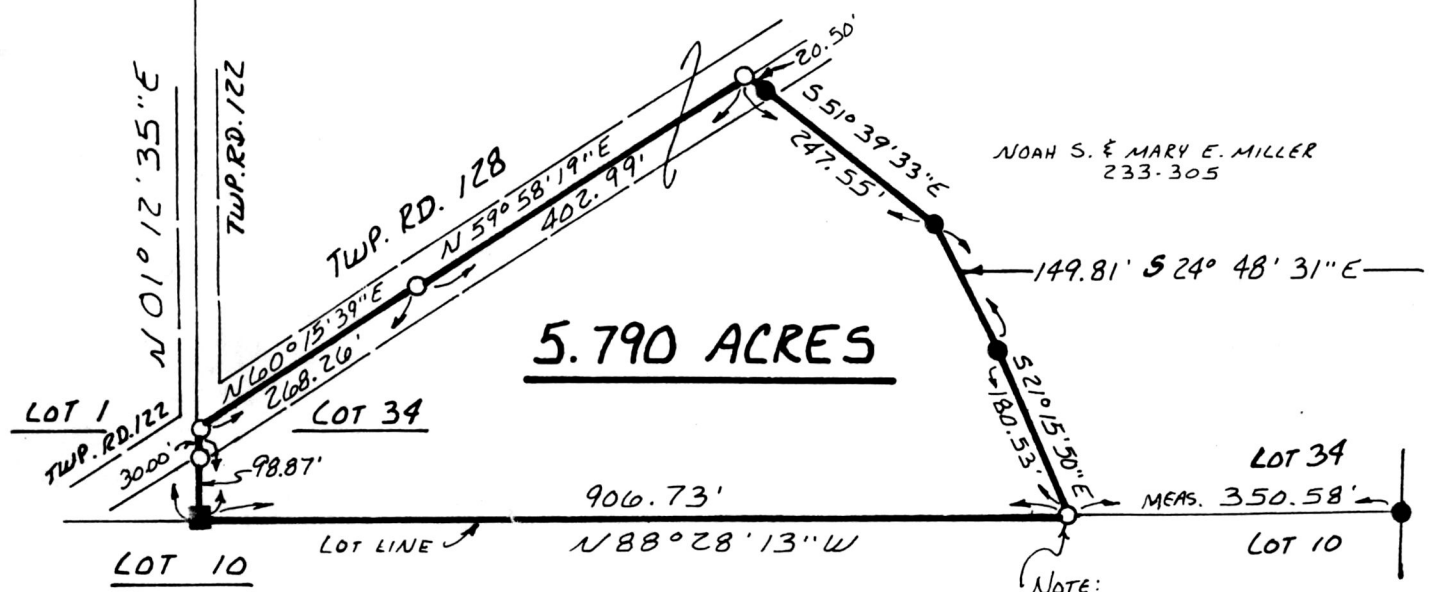 N 01° 12' 35" E
TWP. RD. 122
TWP. RD. 128
N 59° 58' 19" E
402.99'
20.50'
S 51° 39' 33" E
247.55'
NOAH S. & MARY E. MILLER
233-305
149.81' S 24° 48' 31" E
N 60° 15' 39" E
268.26'
5.790 ACRES
S 21° 15' 50" E
180.53'
LOT 1
LOT 34
TWP. RD. 122
30.00'
98.87'
LOT 34
906.73'
MEAS. 350.58'
LOT LINE
N 88° 28' 13" W
LOT 10
LOT 10
NOTE: